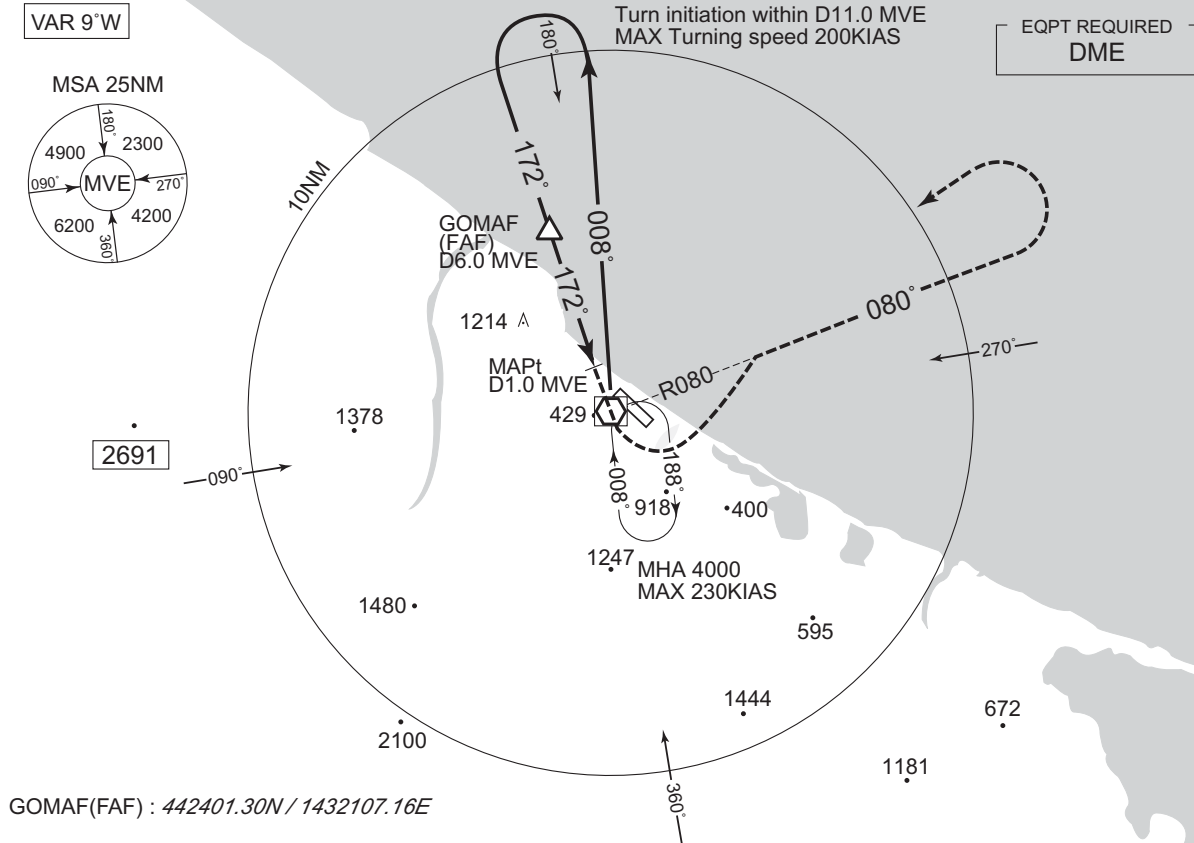 VAR 9°W
Turn initiation within D11.0 MVE
MAX Turning speed 200KIAS
EQPT REQUIRED
DME
MSA 25NM
180°
4900
2300
090°
MVE
270°
6200
4200
360°
180°
10NM
172°
008°
GOMAF
(FAF)
D6.0 MVE
172°
080°
1214
270°
MAPt
D1.0 MVE
R080
1378
429
2691
090°
008°
188°
918
400
1247
MHA 4000
MAX 230KIAS
1480
595
1444
672
2100
1181
360°
GOMAF(FAF) : 442401.30N / 1432107.16E